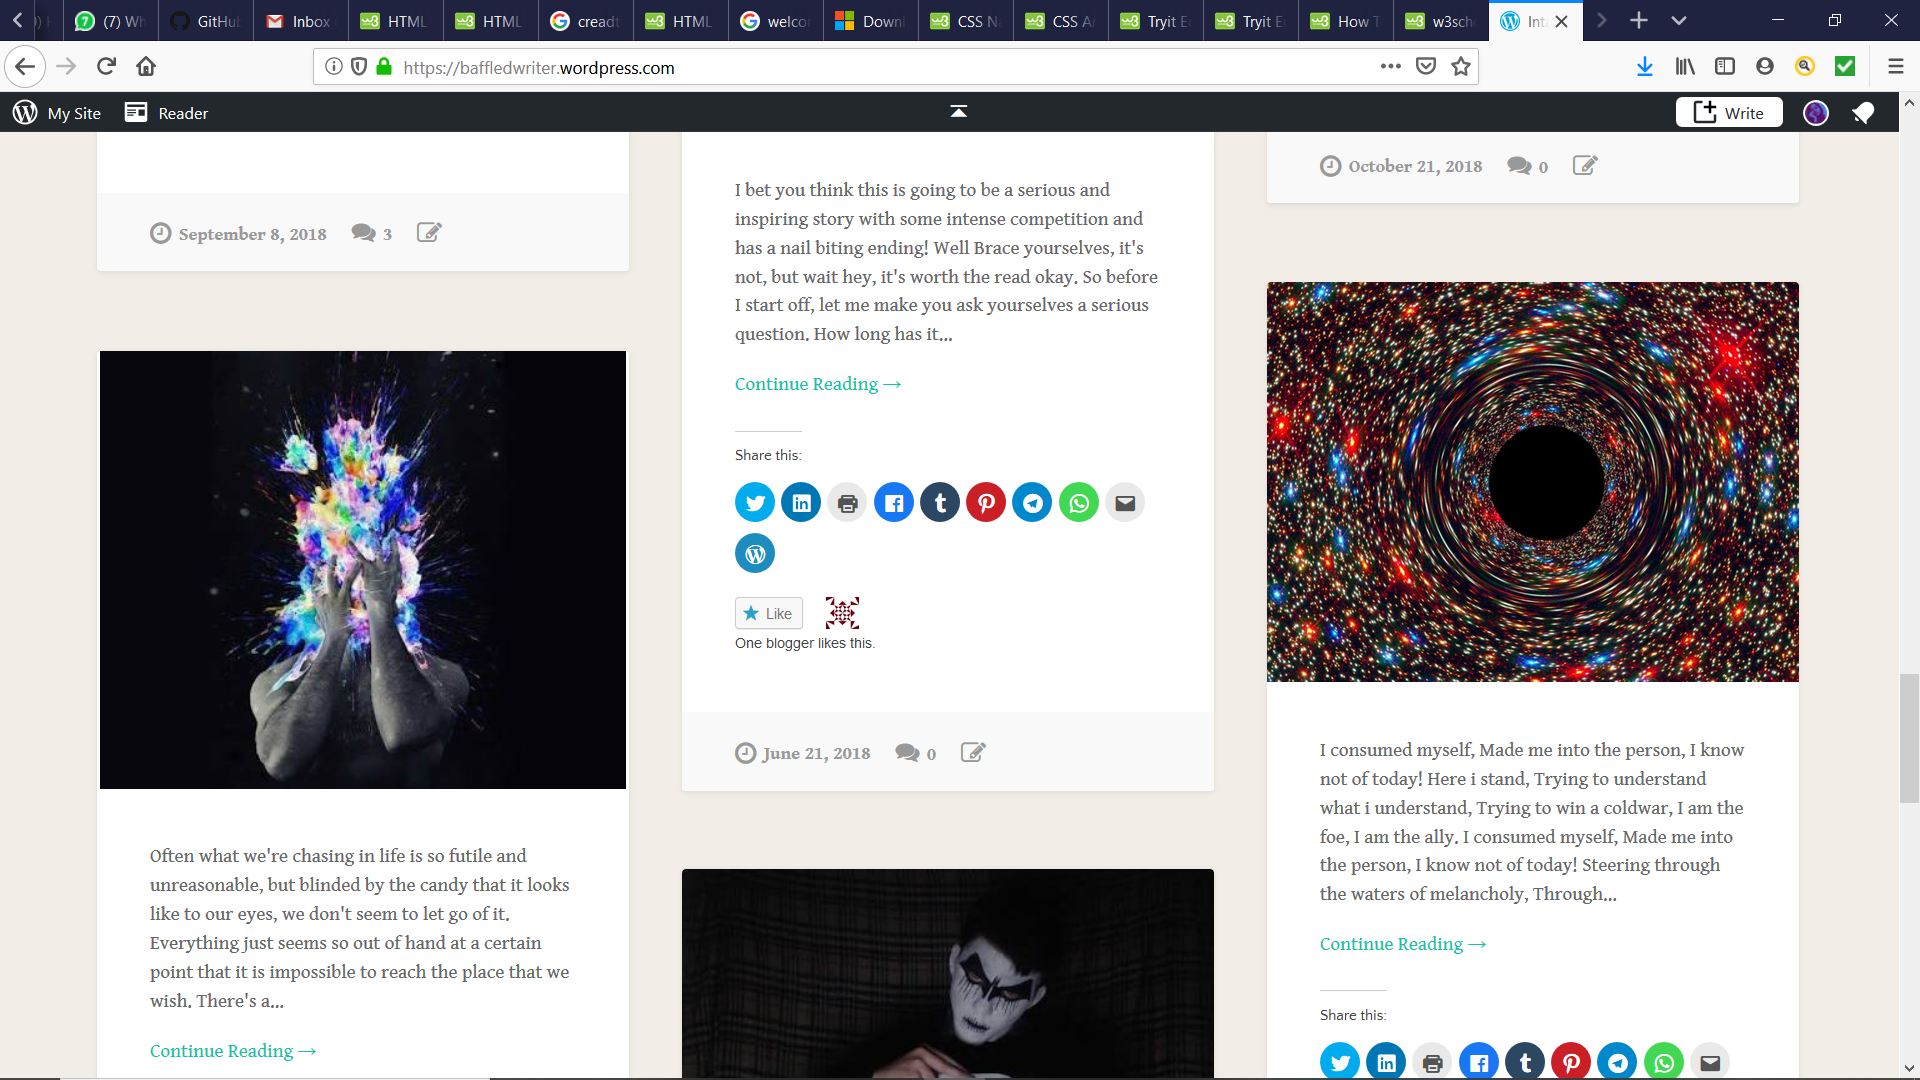 (7) Wh
GitHub
Inbox
HTML
HTML
creadt
HTML
welcor
Downl
CSS N
CSS Ar
Tryit E
Tryit E
How T
w3sch
Int
https://baffledwriter.wordpress.com
My Site
Reader
Write
September 8, 2018
3
Often what we're chasing in life is so futile and
unreasonable, but blinded by the candy that it looks
like to our eyes, we don't seem to let go of it.
Everything just seems so out of hand at a certain
point that it is impossible to reach the place that we
wish. There's a...
Continue Reading →
I bet you think this is going to be a serious and
inspiring story with some intense competition and
has a nail biting ending! Well Brace yourselves, it's
not, but wait hey, it's worth the read okay. So before
I start off, let me make you ask yourselves a serious
question. How long has it...
Continue Reading →
Share this:
Like
One blogger likes this.
June 21, 2018
0
October 21, 2018
0
I consumed myself, Made me into the person, I know
not of today! Here i stand, Trying to understand
what i understand, Trying to win a coldwar, I am the
foe, I am the ally. I consumed myself, Made me into
the person, I know not of today! Steering through
the waters of melancholy, Through...
Continue Reading →
Share this: